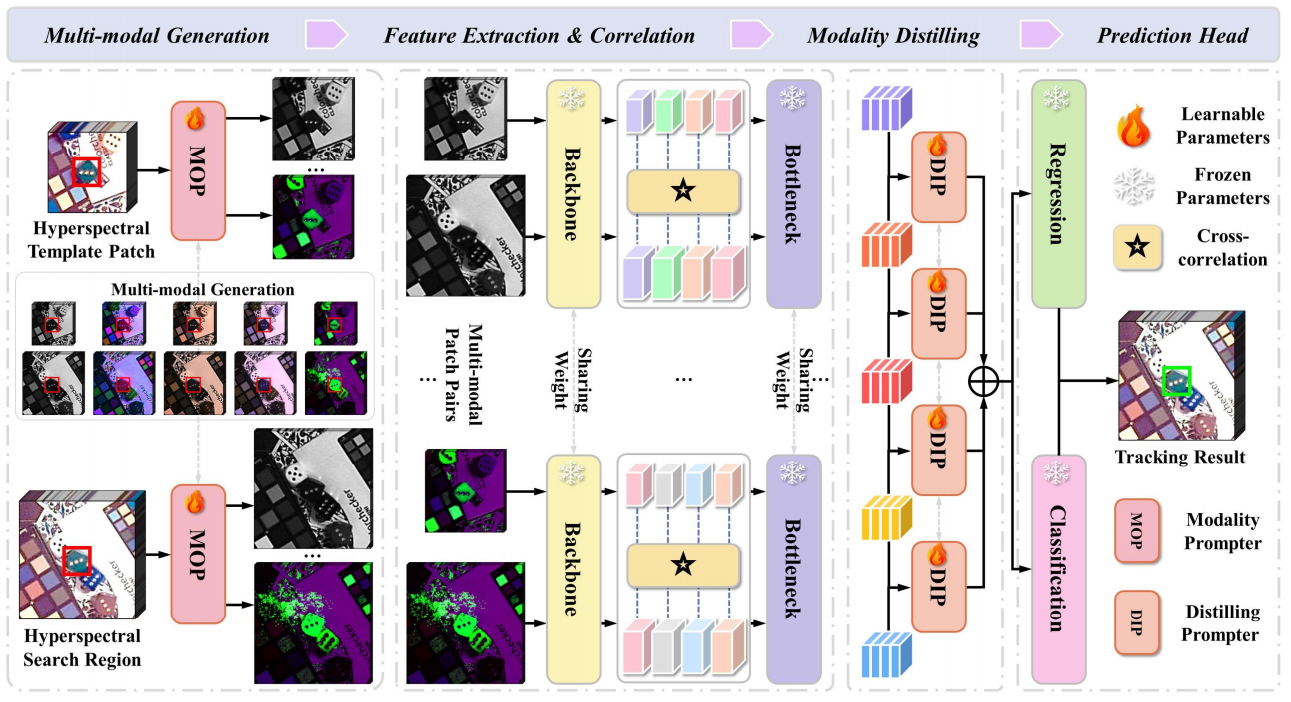 Multi-modal Generation
Feature Extraction & Correlation
Modality Distilling
Prediction Head
MOP
Hyperspectral
Template Patch
....
Multi-modal Generation
MOP
Hyperspectral
Search Region
...
Backbone
Bottleneck
Multi-modal
Patch Pairs
...
Sharing
Weight
...
Sharing
Weight
...
Backbone
Bottleneck
DIP
DIP
DIP
DIP
Regression
Classification
Learnable
Parameters
Frozen
Parameters
Cross-
correlation
Tracking Result
MOP
Modality
Prompter
DIP
Distilling
Prompter